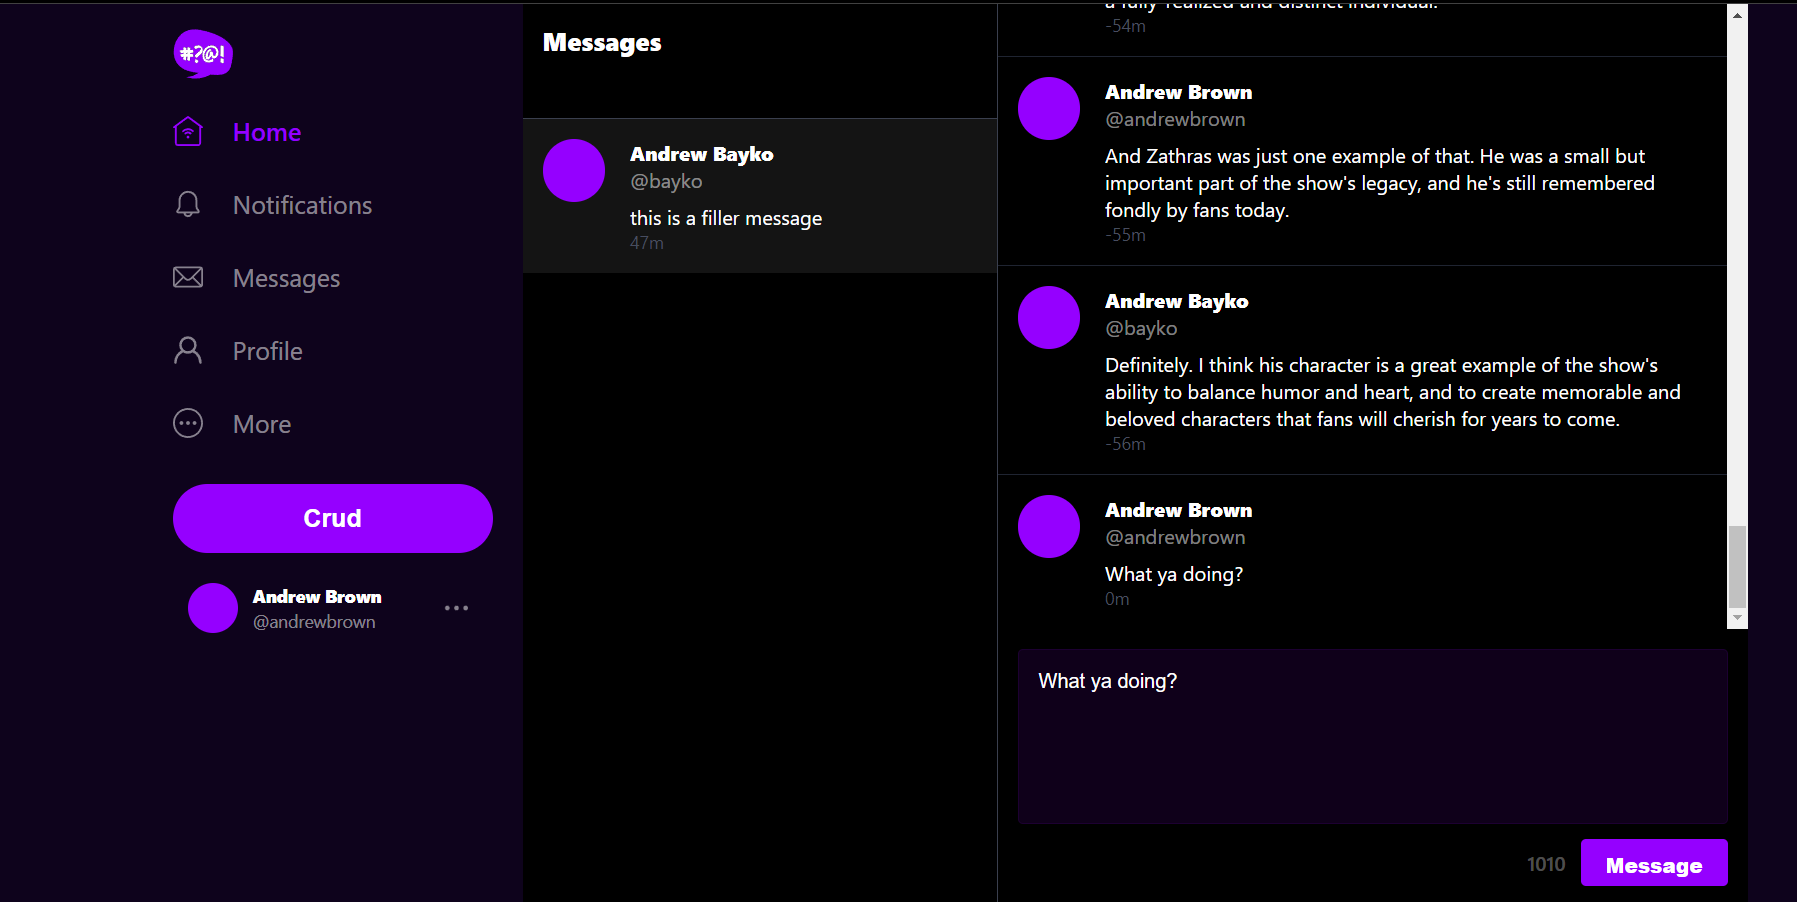 #?@!
Home
Notifications
Messages
Profile
More
Crud
Andrew Brown
@andrewbrown
Messages
Andrew Bayko
@bayko
this is a filler message
47m
a fully realized and distinct individual.
-54m
Andrew Brown
@andrewbrown
And Zathras was just one example of that. He was a small but
important part of the show's legacy, and he's still remembered
fondly by fans today.
-55m
Andrew Bayko
@bayko
Definitely. I think his character is a great example of the show's
ability to balance humor and heart, and to create memorable and
beloved characters that fans will cherish for years to come.
-56m
Andrew Brown
@andrewbrown
What ya doing?
0m
What ya doing?
1010
Message